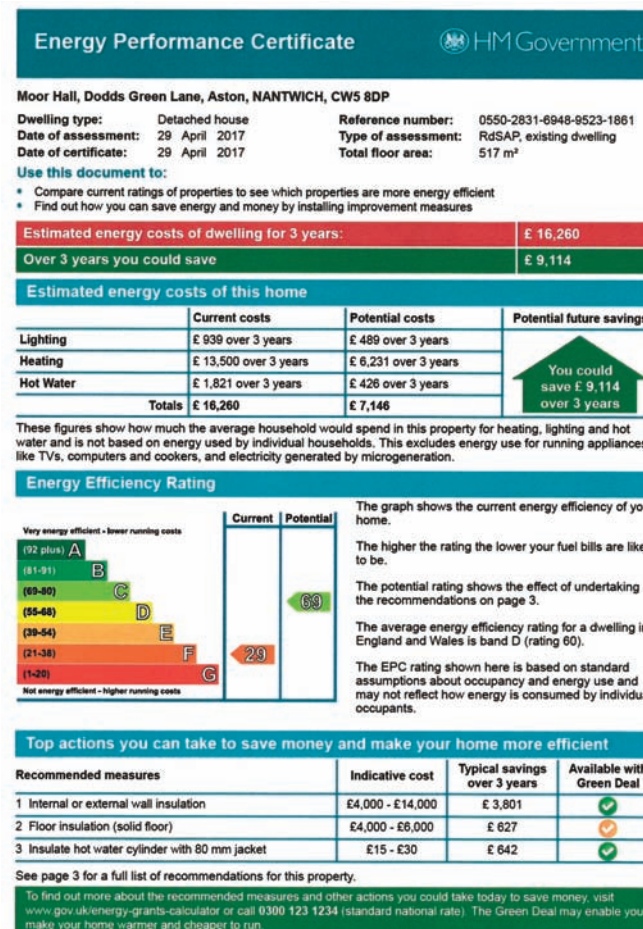 Energy Performance Certificate
HM Government
Moor Hall, Dodds Green Lane, Aston, NANTWICH, CW5 8DP
Dwelling type: Detached house Reference number: 0550-2831-6948-9523-1861
Date of assessment: 29 April 2017 Type of assessment: RdSAP, existing dwelling
Date of certificate: 29 April 2017 Total floor area: 517 m²
Use this document to:
• Compare current ratings of properties to see which properties are more energy efficient
• Find out how you can save energy and money by installing improvement measures
Estimated energy costs of dwelling for 3 years: £ 16,260
Over 3 years you could save £ 9,114
Estimated energy costs of this home
Current costs Potential costs Potential future savings
Lighting £ 939 over 3 years £ 489 over 3 years
Heating £ 13,500 over 3 years £ 6,231 over 3 years
Hot Water £ 1,821 over 3 years £ 426 over 3 years
Totals £ 16,260 £ 7,146
You could
save £ 9,114
over 3 years
These figures show how much the average household would spend in this property for heating, lighting and hot
water and is not based on energy used by individual households. This excludes energy use for running appliances
like TVs, computers and cookers, and electricity generated by microgeneration.
Energy Efficiency Rating
Current Potential
Very energy efficient - lower running costs
(92 plus) A
(81-91) B
(69-80) C
(55-68) D
(39-54) E
(21-38) F
(1-20) G
Not energy efficient - higher running costs
29
69
The graph shows the current energy efficiency of yo
home.
The higher the rating the lower your fuel bills are like
to be.
The potential rating shows the effect of undertaking
the recommendations on page 3.
The average energy efficiency rating for a dwelling i
England and Wales is band D (rating 60).
The EPC rating shown here is based on standard
assumptions about occupancy and energy use and
may not reflect how energy is consumed by individu
occupants.
Top actions you can take to save money and make your home more efficient
Recommended measures Indicative cost Typical savings over 3 years Available with Green Deal
1 Internal or external wall insulation £4,000 - £14,000 £ 3,801
2 Floor insulation (solid floor) £4,000 - £6,000 £ 627
3 Insulate hot water cylinder with 80 mm jacket £15 - £30 £ 642
See page 3 for a full list of recommendations for this property.
To find out more about the recommended measures and other actions you could take today to save money, visit
www.gov.uk/energy-grants-calculator or call 0300 123 1234 (standard national rate). The Green Deal may enable you
make your home warmer and cheaper to run.